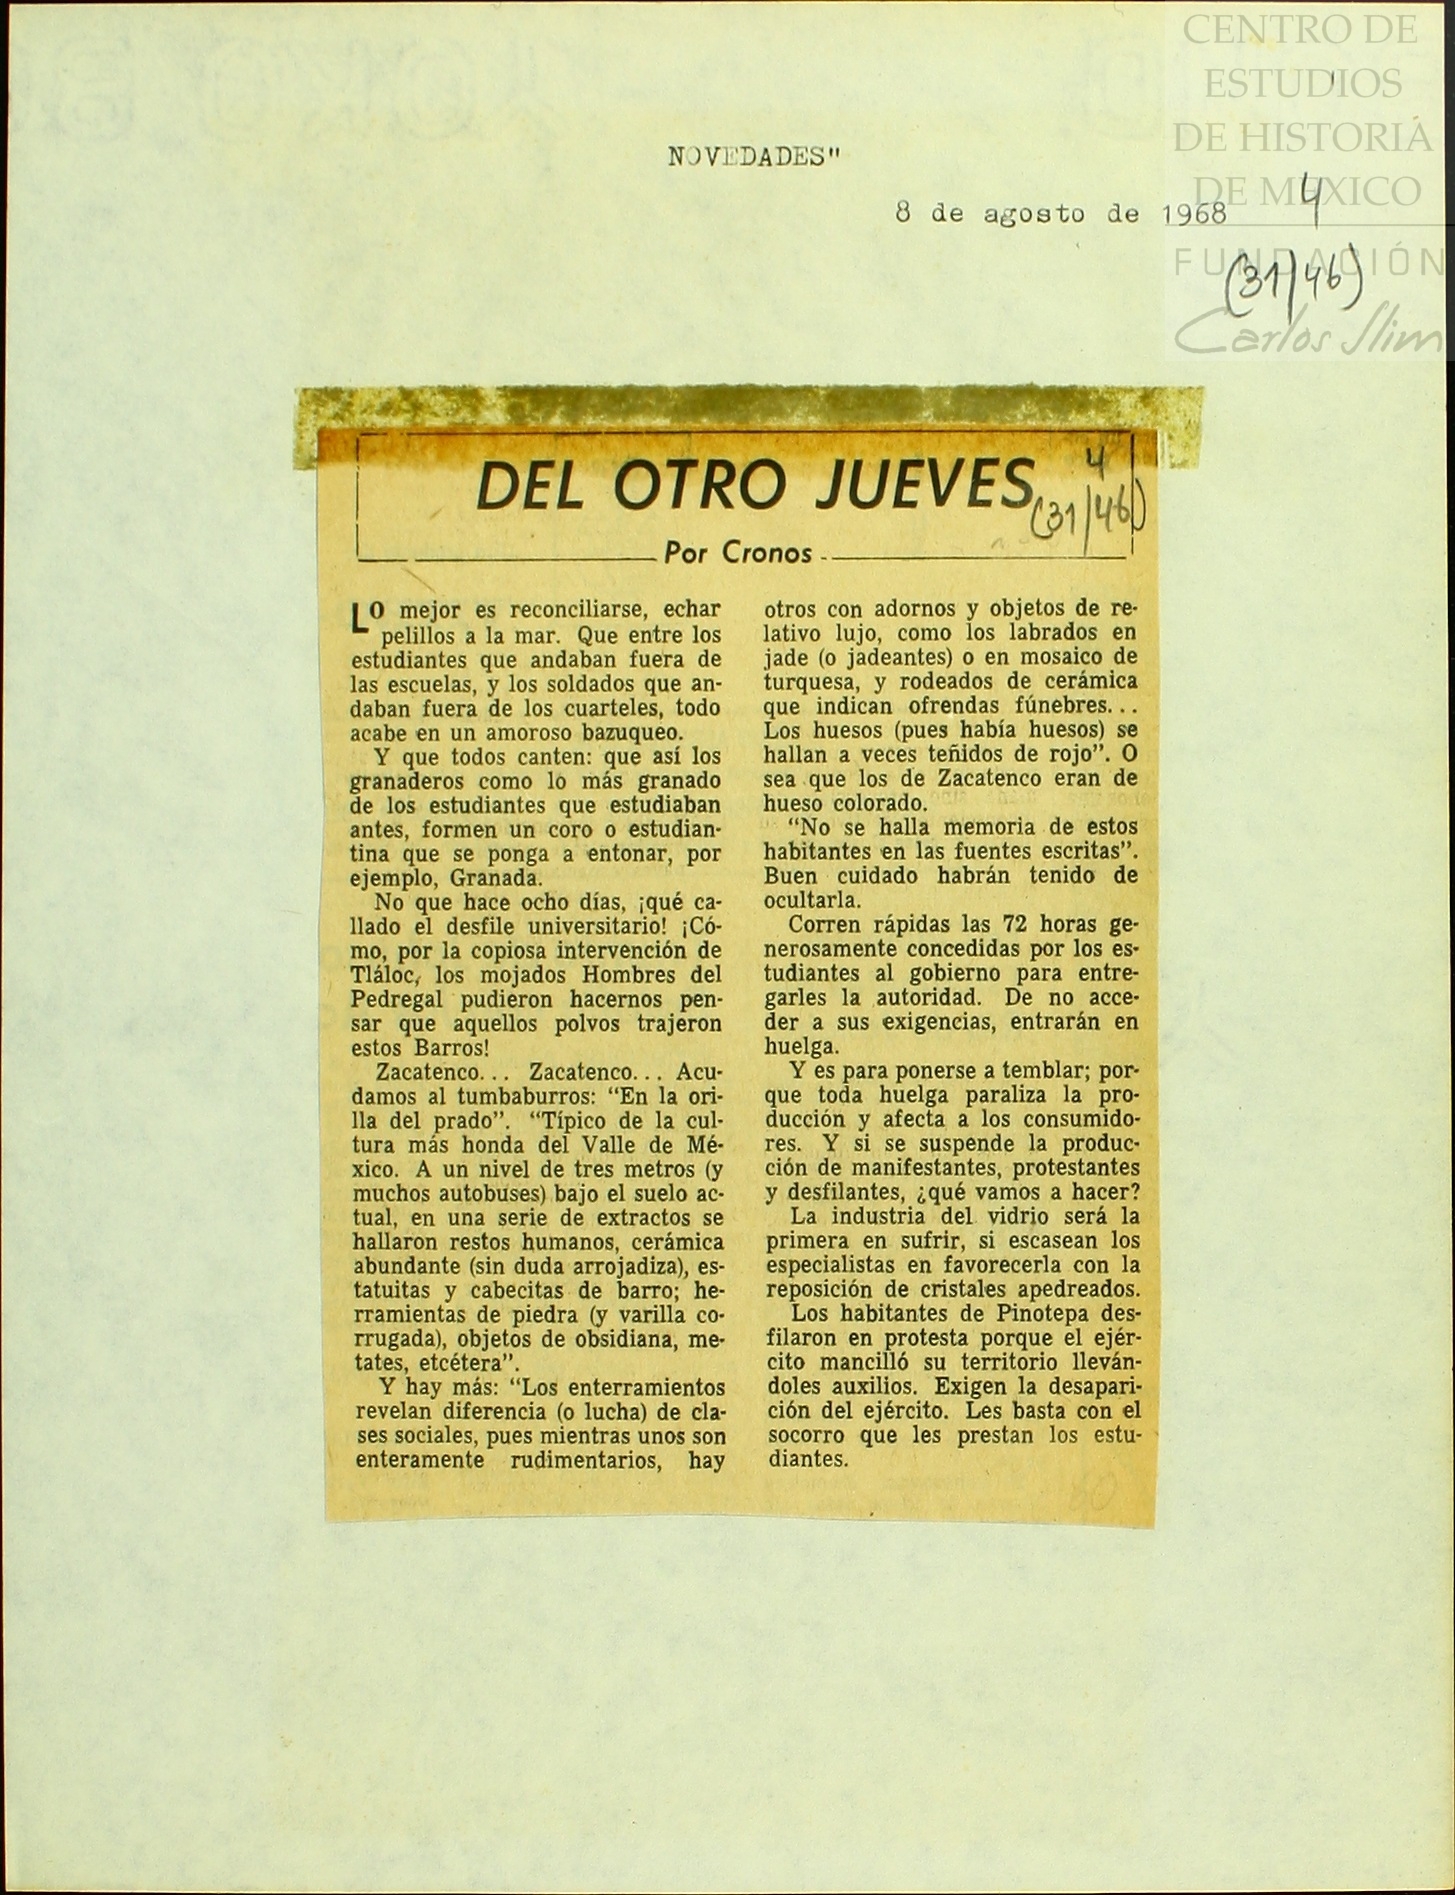 CENTRO DE
ESTUDIOS
DE HISTORIA
DE MÉXICO
FUNDACIÓN
Carlos Slim
NOVEDADES"
8 de agosto de 1968
4
(31/46)
DEL OTRO JUEVES
4
(31/46)
Por Cronos
LO mejor es reconciliarse, echar
pelillos a la mar. Que entre los
estudiantes que andaban fuera de
las escuelas, y los soldados que an-
daban fuera de los cuarteles, todo
acabe en un amoroso bazuqueo.
Y que todos canten: que así los
granaderos como lo más granado
de los estudiantes que estudiaban
antes, formen un coro o estudian-
tina que se ponga a entonar, por
ejemplo, Granada.
No que hace ocho días, ¡qué ca-
llado el desfile universitario! ¡Có-
mo, por la copiosa intervención de
Tláloc, los mojados Hombres del
Pedregal pudieron hacernos pen-
sar que aquellos polvos trajeron
estos Barros!
Zacatenco... Zacatenco... Acu-
damos al tumbaburros: "En la ori-
lla del prado". "Típico de la cul-
tura más honda del Valle de Mé-
xico. A un nivel de tres metros (y
muchos autobuses) bajo el suelo ac-
tual, en una serie de extractos se
hallaron restos humanos, cerámica
abundante (sin duda arrojadiza), es-
tatuitas y cabecitas de barro; he-
rramientas de piedra (y varilla co-
rrugada), objetos de obsidiana, me-
tates, etcétera".
Y hay más: "Los enterramientos
revelan diferencia (o lucha) de cla-
ses sociales, pues mientras unos son
enteramente rudimentarios, hay
otros con adornos y objetos de re-
lativo lujo, como los labrados en
jade (o jadeantes) o en mosaico de
turquesa, y rodeados de cerámica
que indican ofrendas fúnebres...
Los huesos (pues había huesos) se
hallan a veces teñidos de rojo". O
sea que los de Zacatenco eran de
hueso colorado.
"No se halla memoria de estos
habitantes en las fuentes escritas".
Buen cuidado habrán tenido de
ocultarla.
Corren rápidas las 72 horas ge-
nerosamente concedidas por los es-
tudiantes al gobierno para entre-
garles la autoridad. De no acce-
der a sus exigencias, entrarán en
huelga.
Y es para ponerse a temblar; por-
que toda huelga paraliza la pro-
ducción y afecta a los consumido-
res. Y si se suspende la produc-
ción de manifestantes, protestantes
y desfilantes, ¿qué vamos a hacer?
La industria del vidrio será la
primera en sufrir, si escasean los
especialistas en favorecerla con la
reposición de cristales apedreados.
Los habitantes de Pinotepa des-
filaron en protesta porque el ejér-
cito mancilló su territorio lleván-
doles auxilios. Exigen la desapari-
ción del ejército. Les basta con el
socorro que les prestan los estu-
diantes.